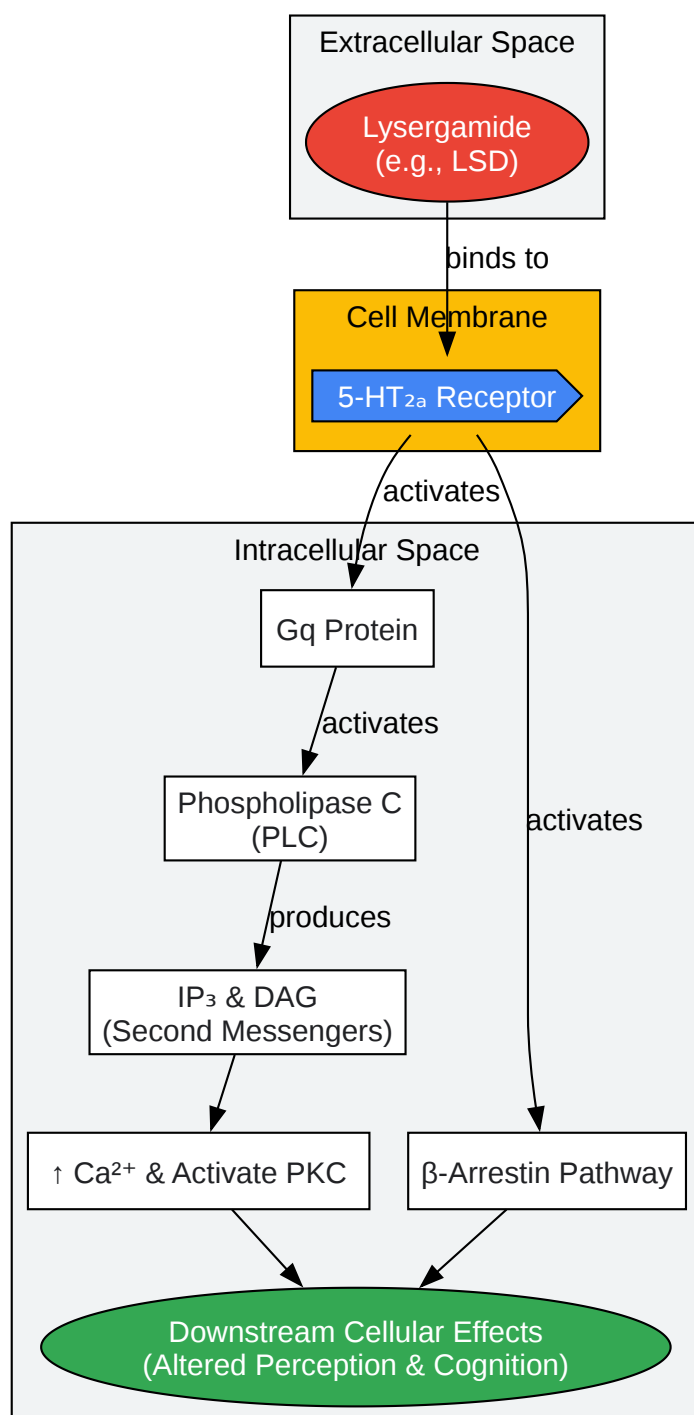 Extracellular Space
Lysergamide
(e.g., LSD)
binds to
Cell Membrane
5-HT₂ₐ Receptor
activates
Intracellular Space
Gq Protein
activates
Phospholipase C
(PLC)
activates
produces
IP₃ & DAG
(Second Messengers)
↑ Ca²⁺ & Activate PKC
β-Arrestin Pathway
Downstream Cellular Effects
(Altered Perception & Cognition)